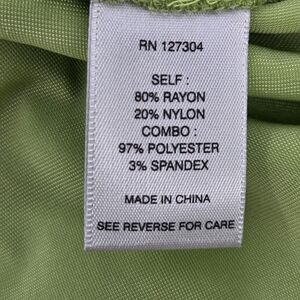 RN 127304
SELF :
80% RAYON
20% NYLON
COMBO :
97% POLYESTER
3% SPANDEX
MADE IN CHINA
SEE REVERSE FOR CARE